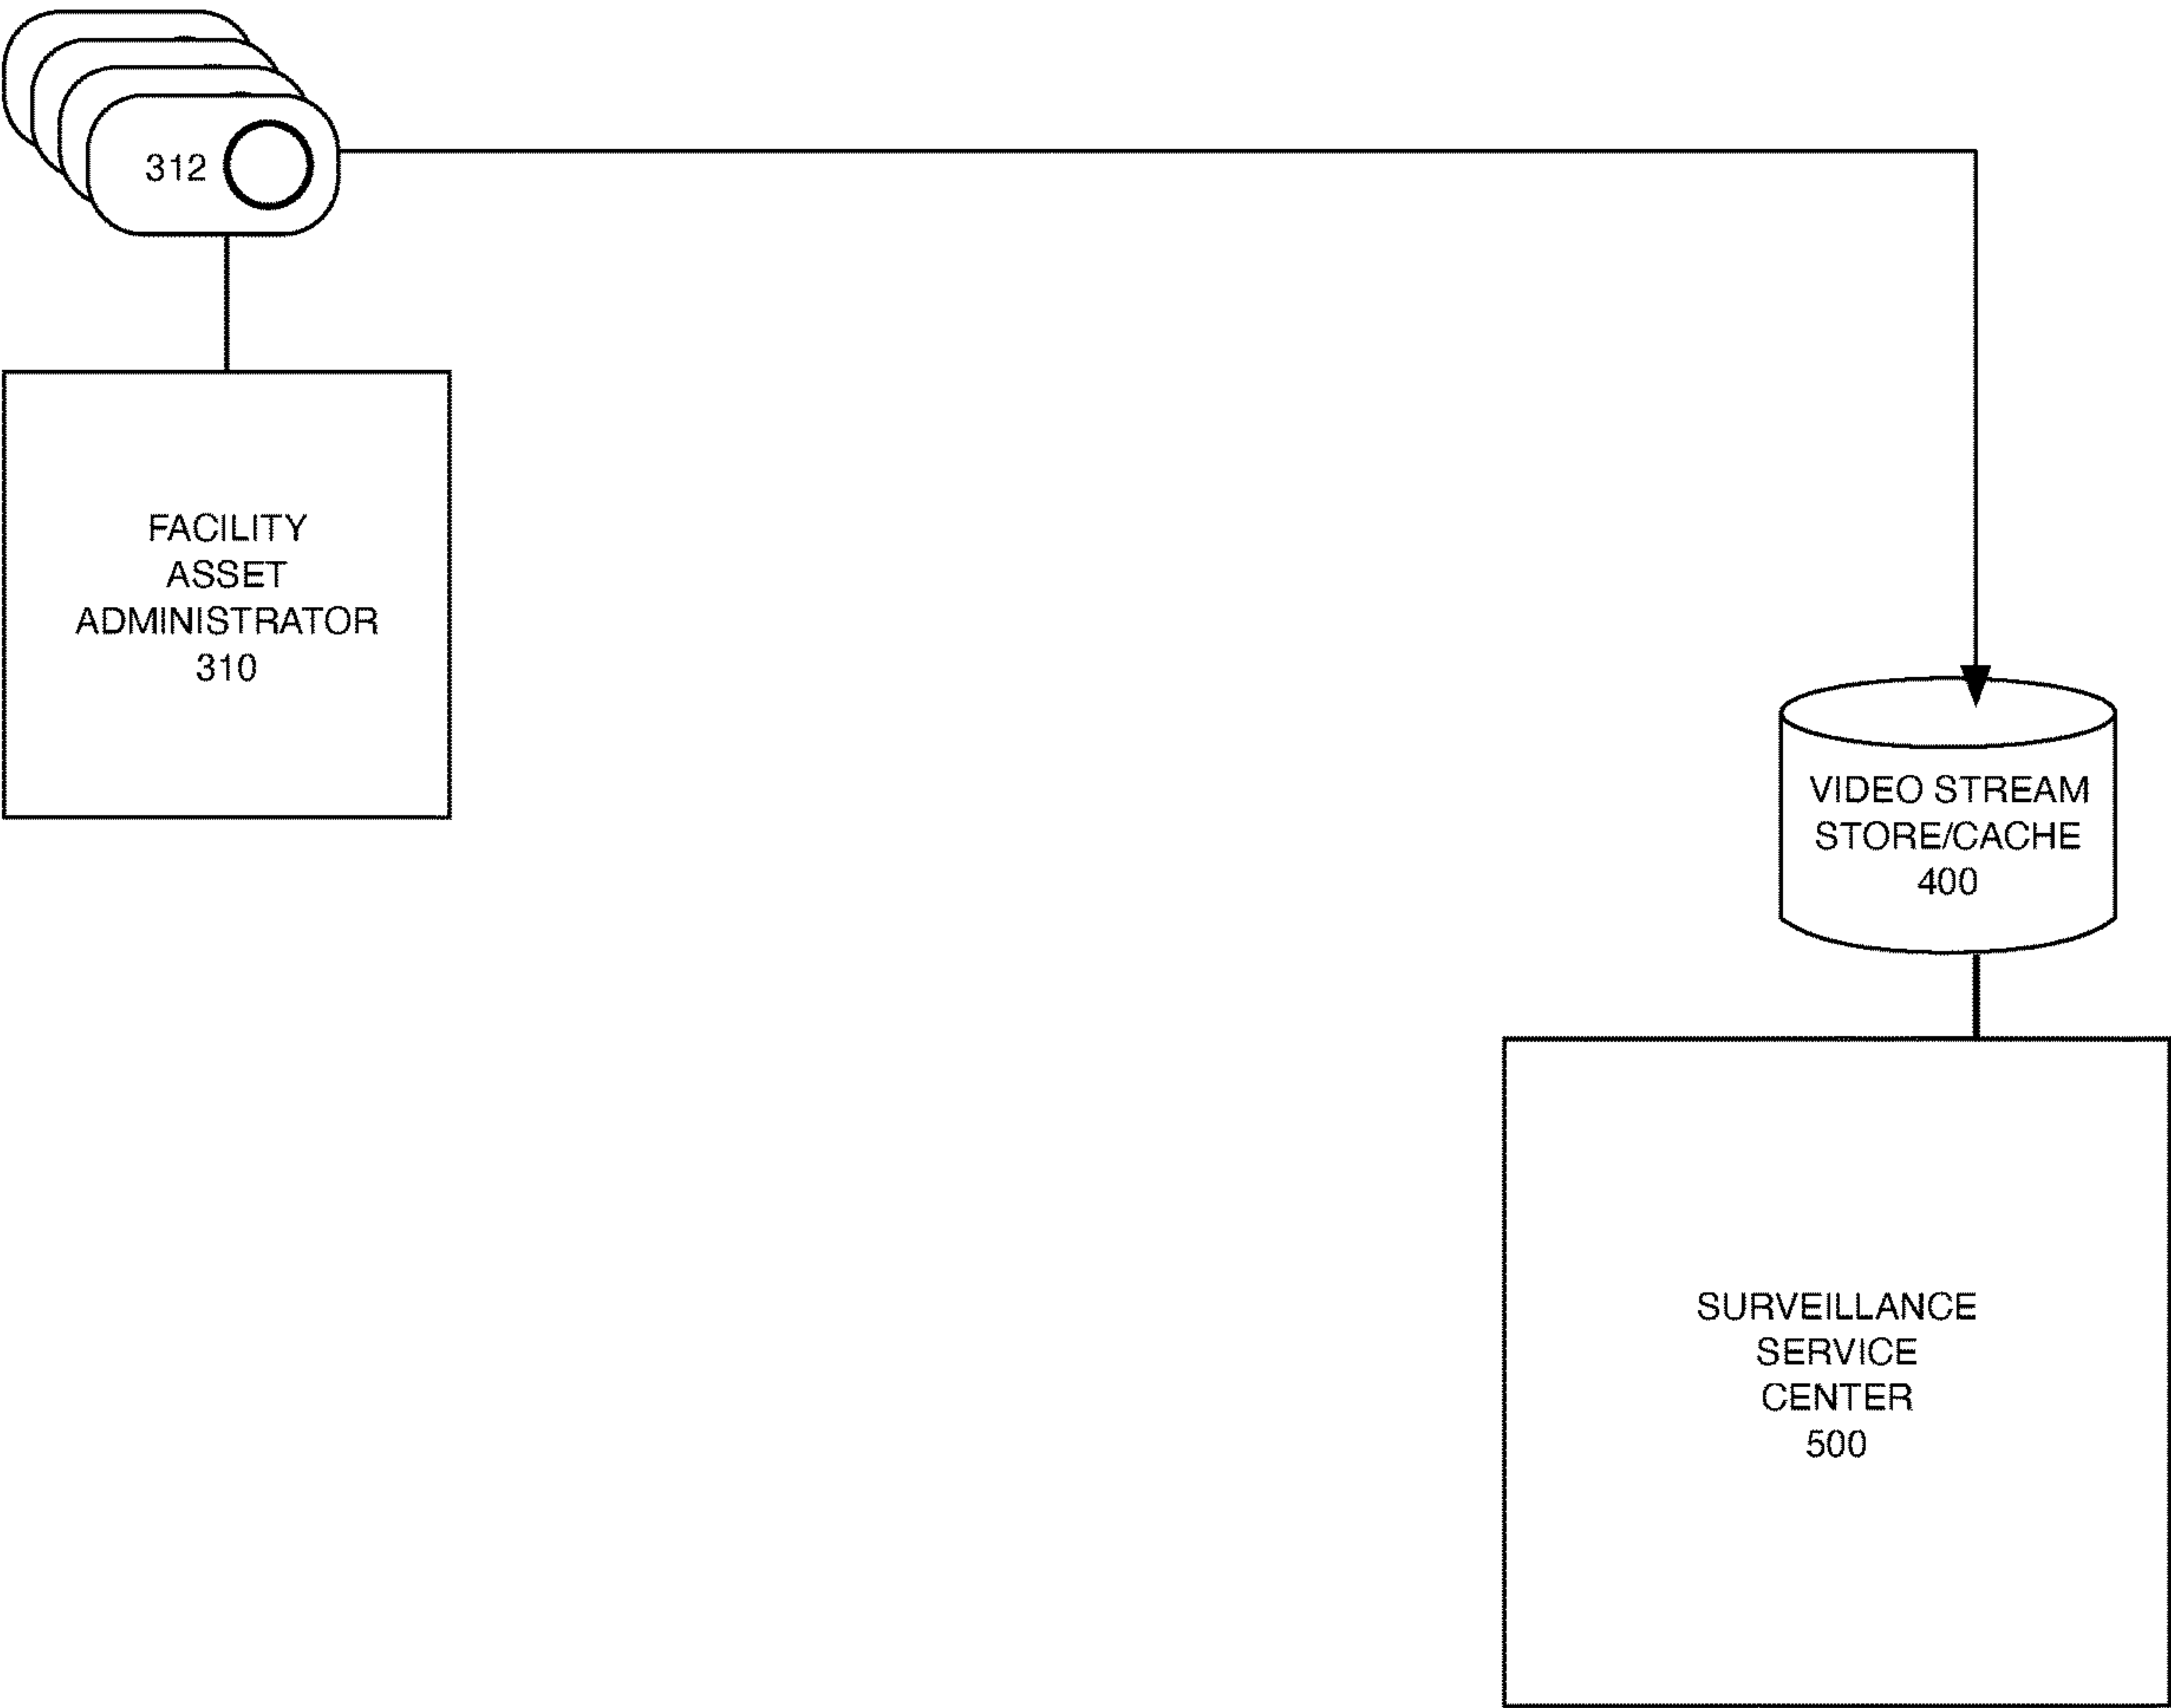 312
FACILITY
ASSET
ADMINISTRATOR
310
VIDEO STREAM
STORE/CACHE
400
SURVEILLANCE
SERVICE
CENTER
500